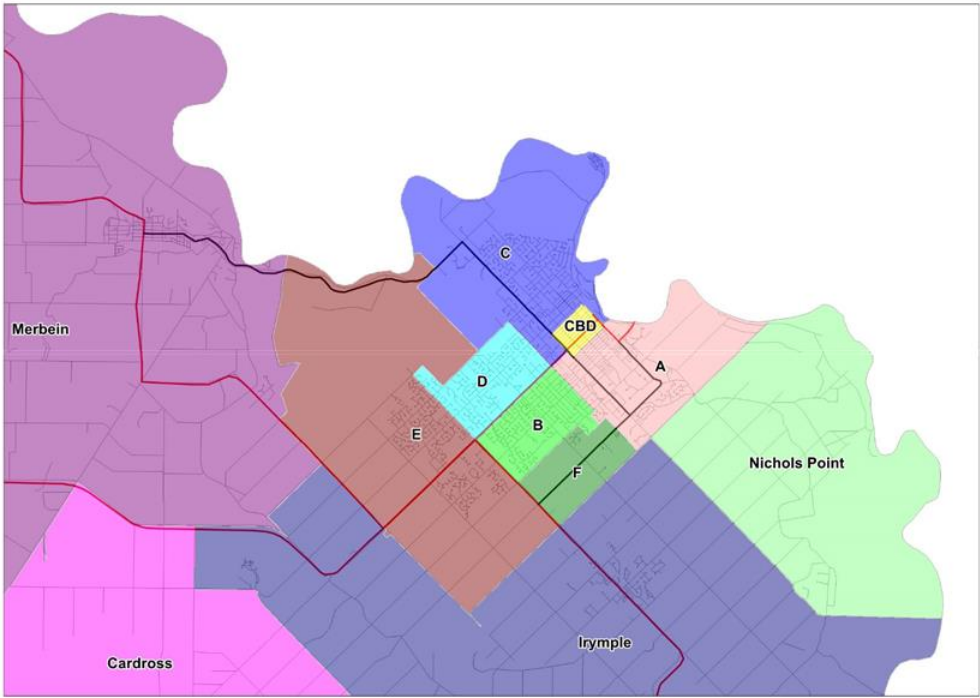 C
CBD
Merbein
A
D
B
E
Nichols Point
F
Irymple
Cardross